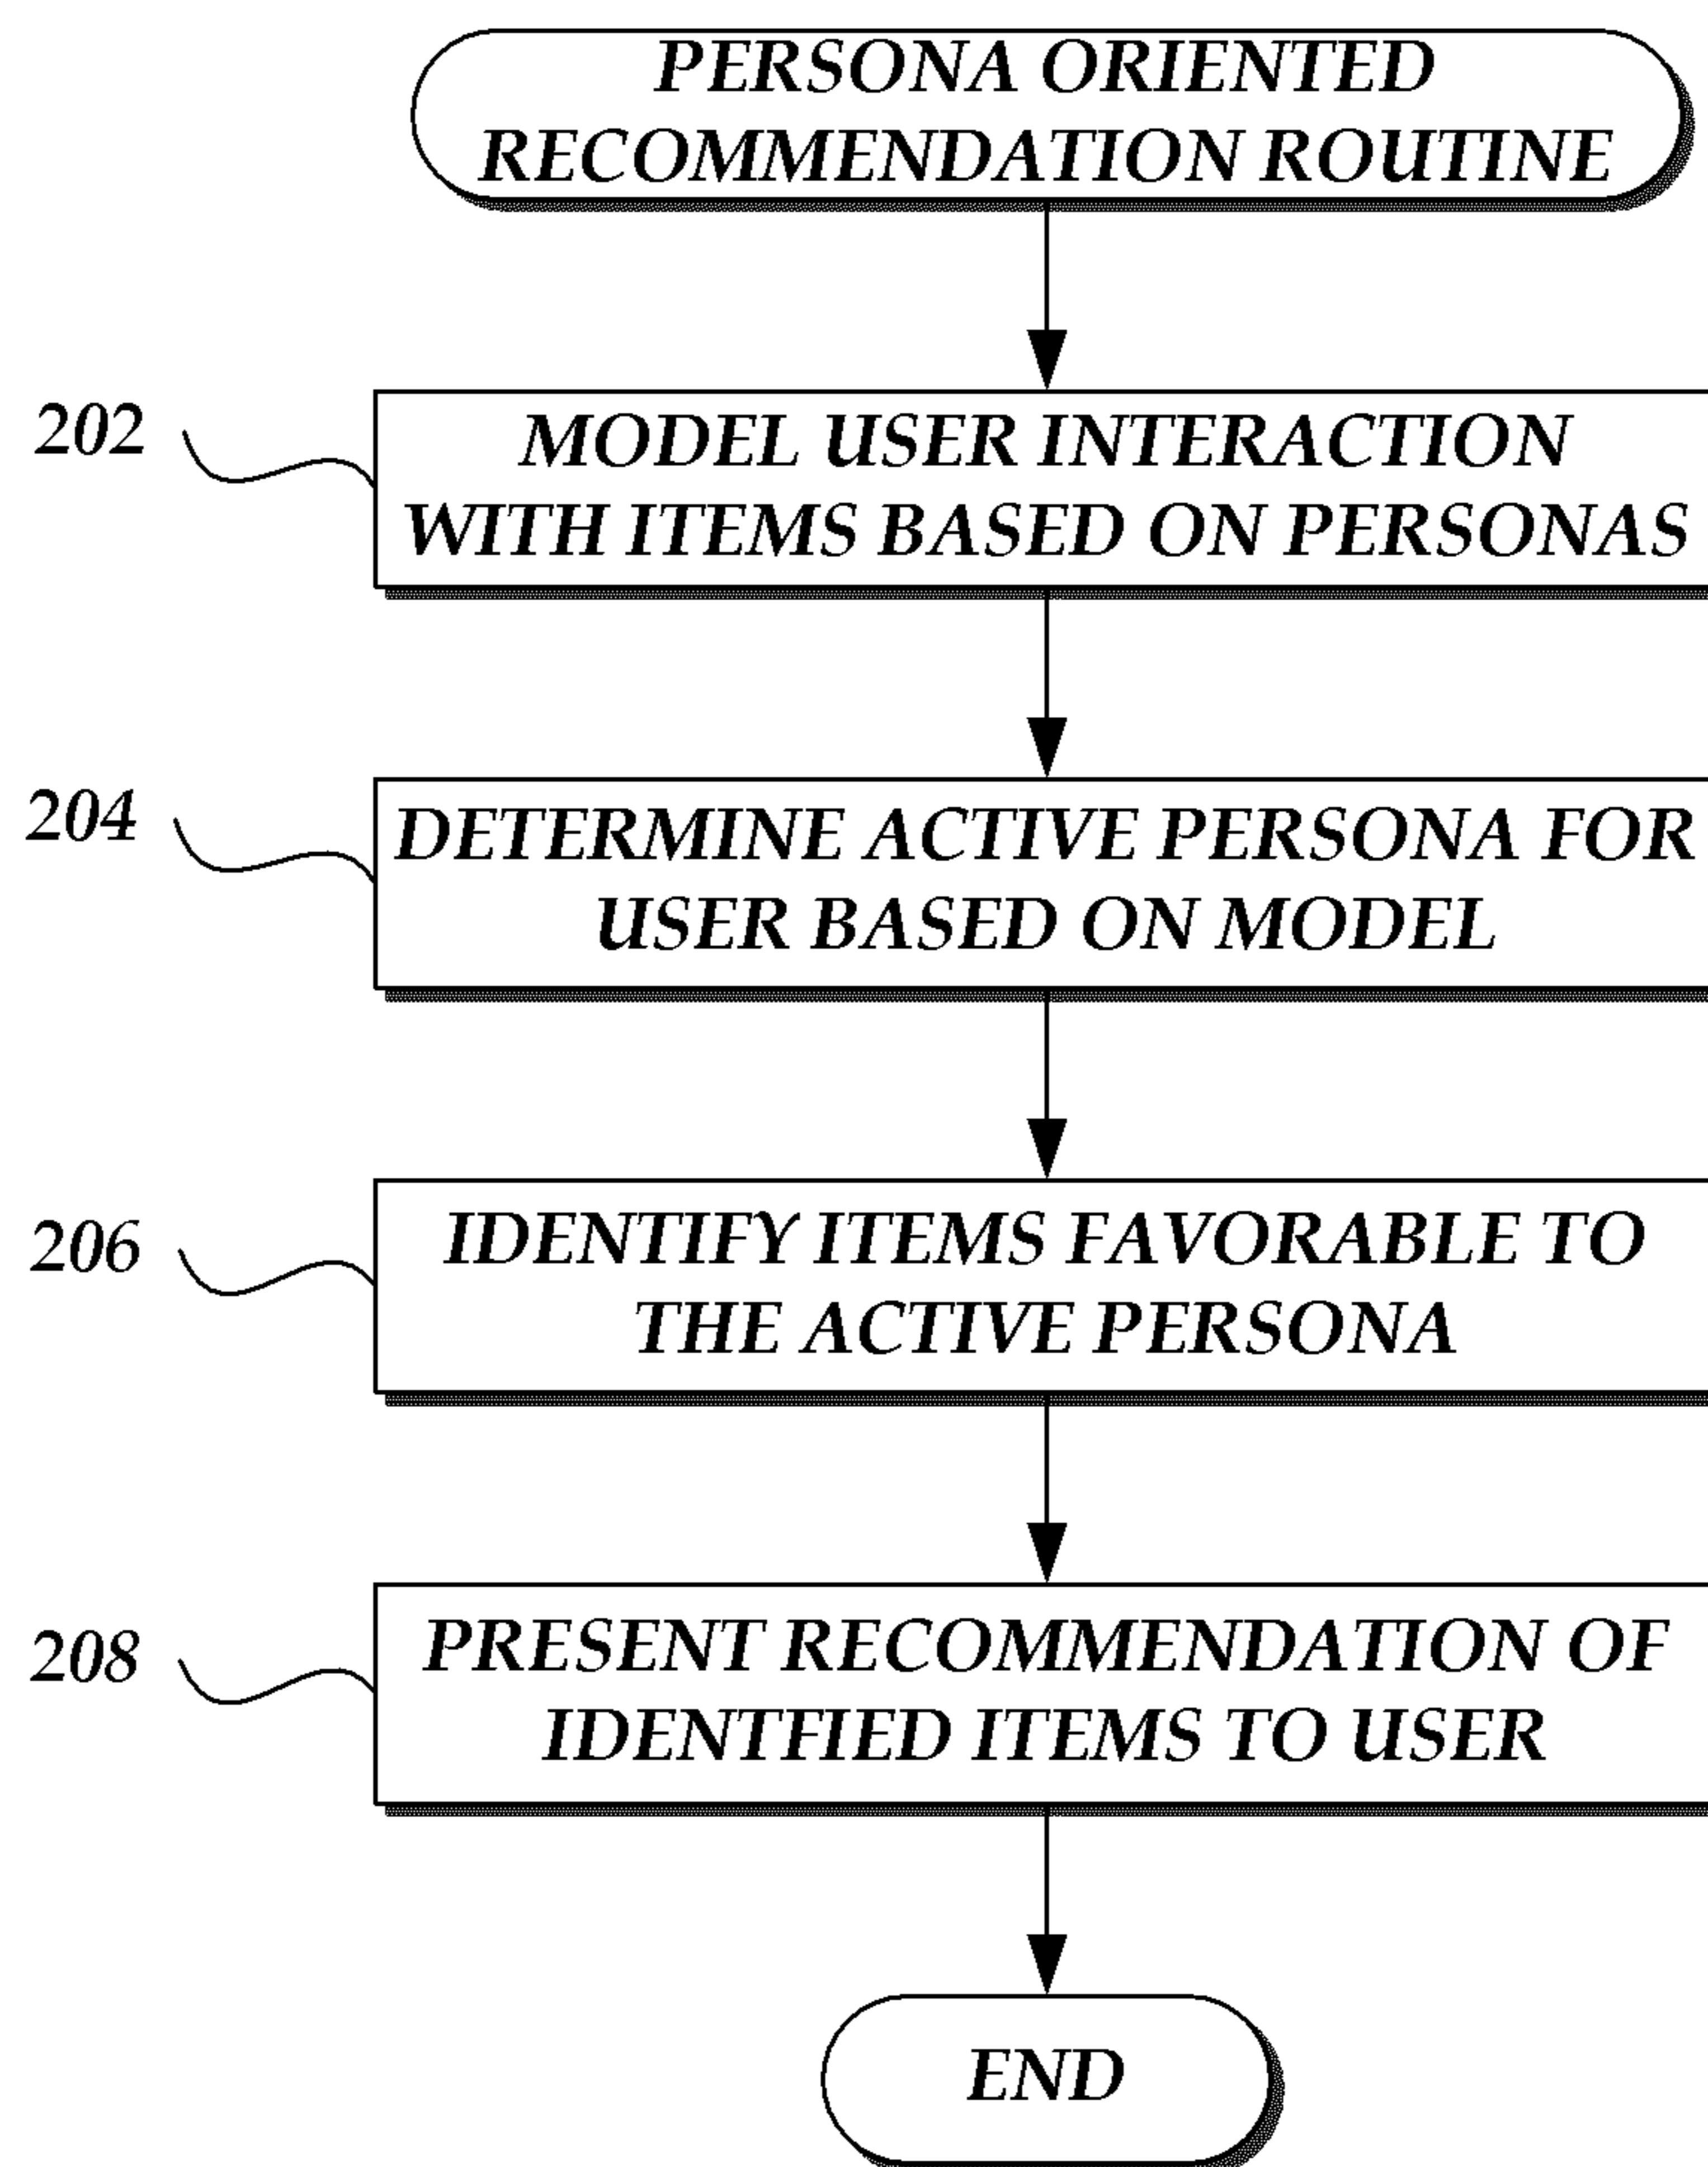 PERSONA ORIENTED
RECOMMENDATION ROUTINE
202
MODEL USER INTERACTION
WITH ITEMS BASED ON PERSONAS
204
DETERMINE ACTIVE PERSONA FOR
USER BASED ON MODEL
206
IDENTIFY ITEMS FAVORABLE TO
THE ACTIVE PERSONA
208
PRESENT RECOMMENDATION OF
IDENTFIED ITEMS TO USER
END